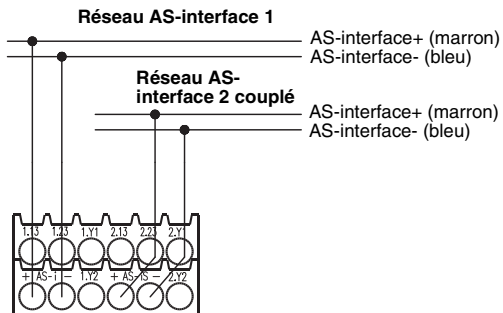 Réseau AS-interface 1
AS-interface+ (marron)
AS-interface- (bleu)
Réseau AS-
interface 2 couplé
AS-interface+ (marron)
AS-interface- (bleu)
1.13 1.23 1.Y1 2.13 2.23 2.Y1
+ AS-i − 1.Y2 + AS-iS − 2.Y2